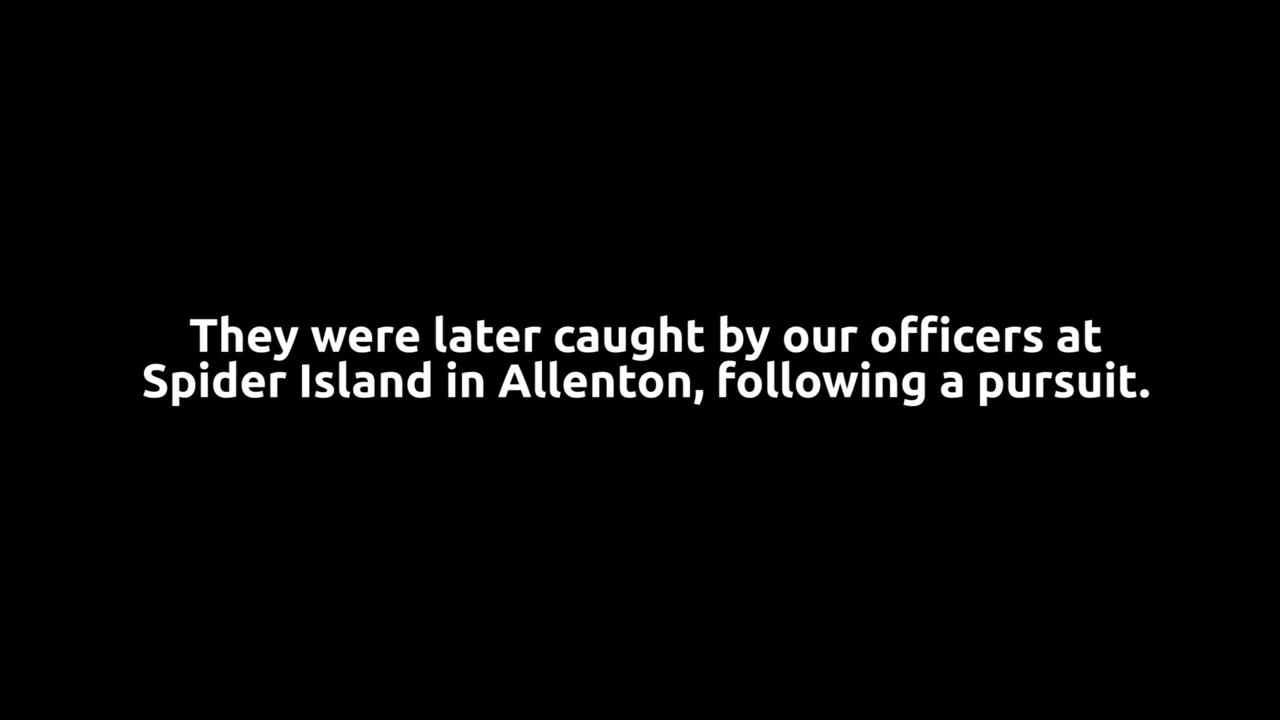 They were later caught by our officers at
Spider Island in Allenton, following a pursuit.